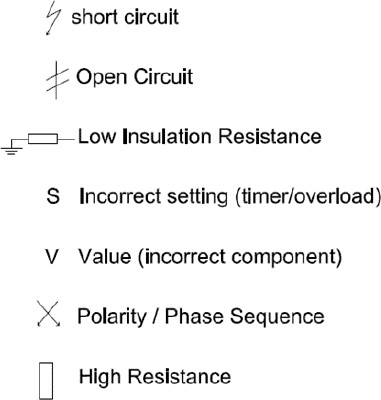 short circuit
Open Circuit
Low Insulation Resistance
S Incorrect setting (timer/overload)
V Value (incorrect component)
Polarity / Phase Sequence
High Resistance